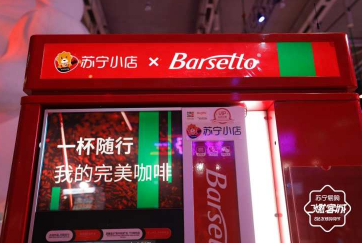 苏宁小店 × Barsetto
一杯随行
我的完美咖啡
苏宁小店
Barsetto
苏宁易购